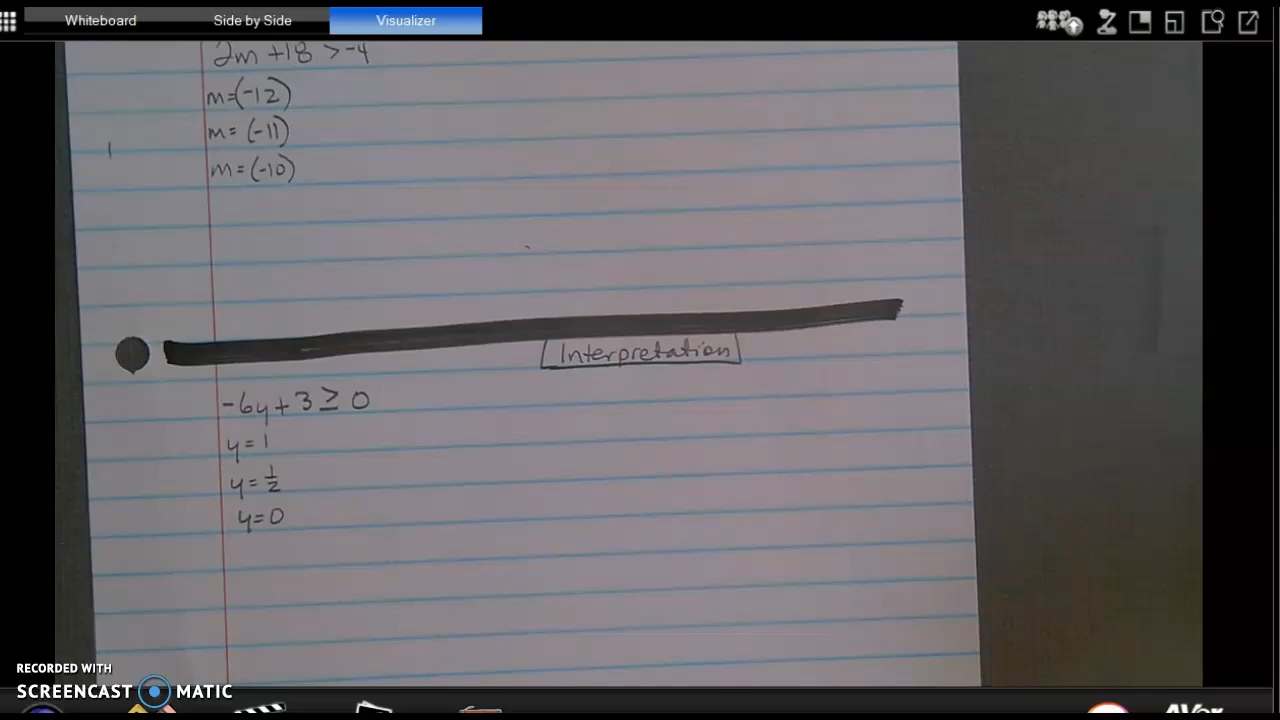 Whiteboard Side by Side Visualizer
2m +18 > -4
m=(-12)
m= (-11)
m=(-10)
Interpretation
-6y+3 ≥ 0
y = 1
y = 1/2
y=0
RECORDED WITH
SCREENCAST MATIC
AVer